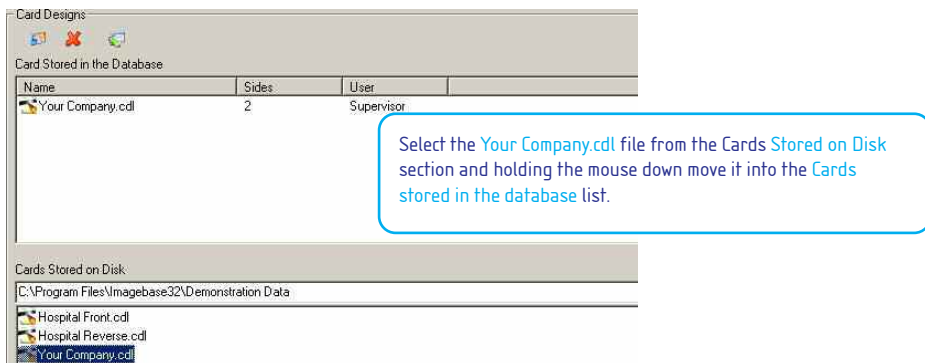 Card Designs
Card Stored in the Database
Name Sides User
Your Company.cdl 2 Supervisor
Select the Your Company.cdl file from the Cards Stored on Disk
section and holding the mouse down move it into the Cards
stored in the database list.
Cards Stored on Disk
C:\Program Files\Imagebase32\Demonstration Data
Hospital Front.cdl
Hospital Reverse.cdl
Your Company.cdl